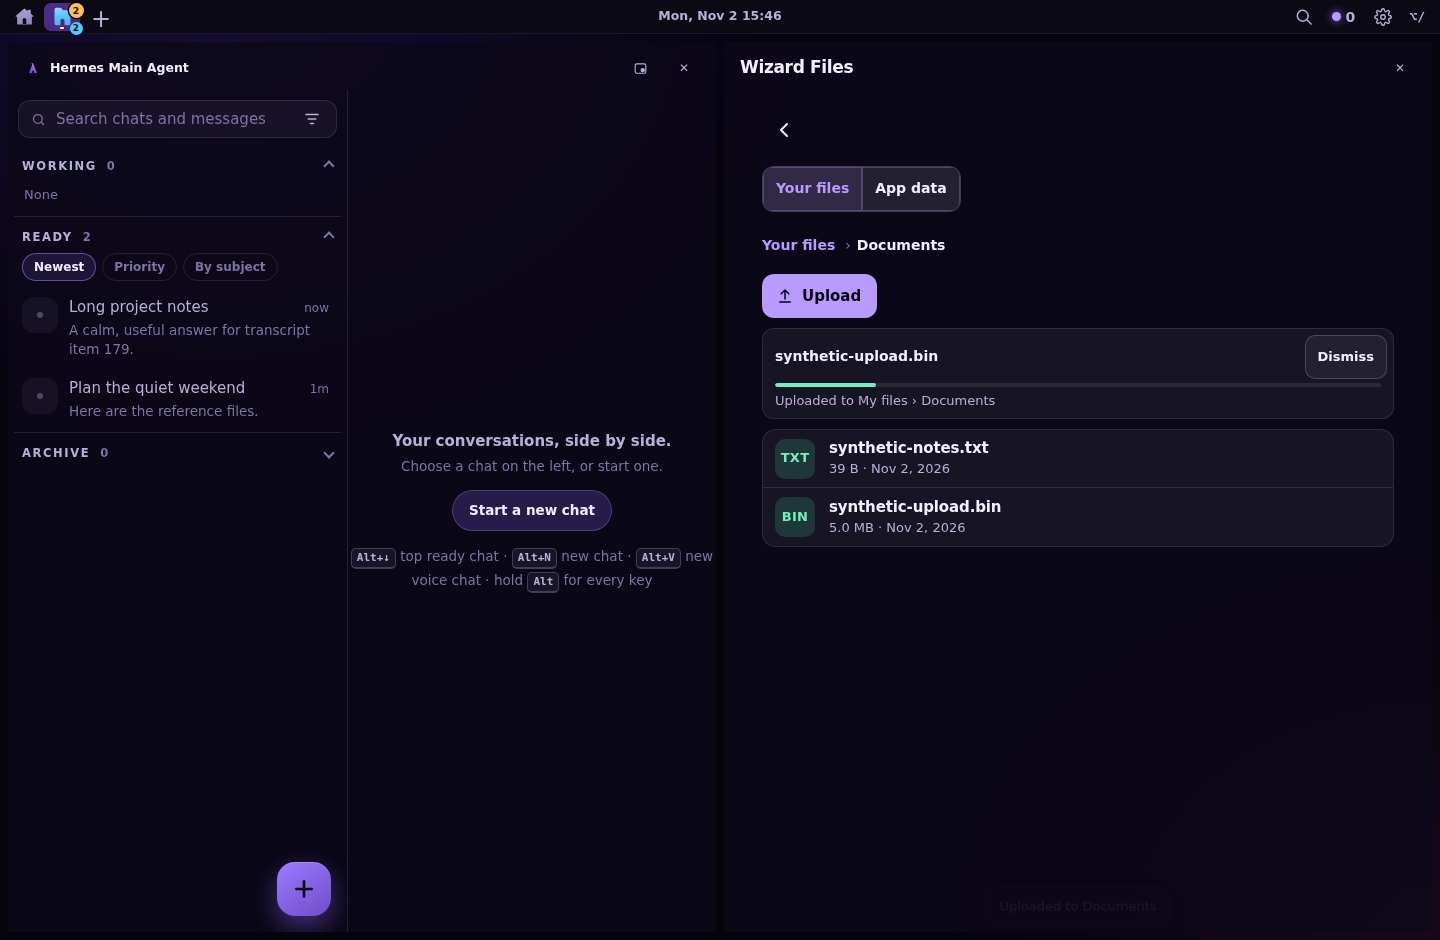 2
2
Mon, Nov 2 15:46
0
⌥/
Hermes Main Agent
Search chats and messages
WORKING 0
None
READY 2
Newest
Priority
By subject
Long project notes now
A calm, useful answer for transcript
item 179.
Plan the quiet weekend 1m
Here are the reference files.
ARCHIVE 0
Your conversations, side by side.
Choose a chat on the left, or start one.
Start a new chat
Alt+↓ top ready chat · Alt+N new chat · Alt+V new
voice chat · hold Alt for every key
Wizard Files
Your files
App data
Your files › Documents
Upload
synthetic-upload.bin
Dismiss
Uploaded to My files › Documents
TXT
synthetic-notes.txt
39 B · Nov 2, 2026
BIN
synthetic-upload.bin
5.0 MB · Nov 2, 2026
Uploaded to Documents